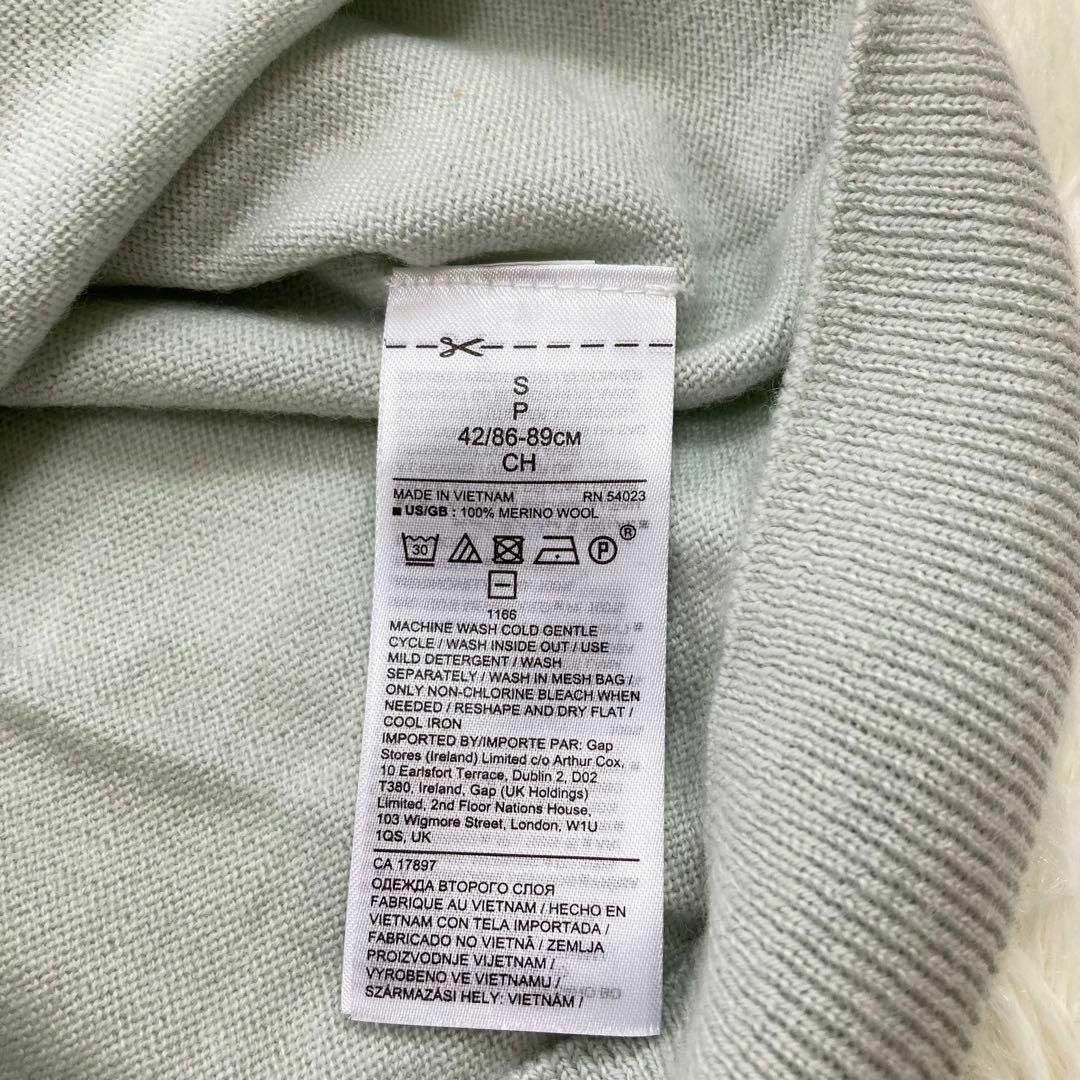 S
P
42/86-89см
CH
MADE IN VIETNAM RN 54023
■ US/GB : 100% MERINO WOOL
30 P ®
1166
MACHINE WASH COLD GENTLE
CYCLE / WASH INSIDE OUT / USE
MILD DETERGENT / WASH
SEPARATELY / WASH IN MESH BAG /
ONLY NON-CHLORINE BLEACH WHEN
NEEDED / RESHAPE AND DRY FLAT /
COOL IRON
IMPORTED BY/IMPORTE PAR: Gap
Stores (Ireland) Limited c/o Arthur Cox,
10 Earlsfort Terrace, Dublin 2, D02
T380, Ireland, Gap (UK Holdings)
Limited, 2nd Floor Nations House,
103 Wigmore Street, London, W1U
1QS, UK
CA 17897
ОДЕЖДА ВТОРОГО СЛОЯ
FABRIQUE AU VIETNAM / HECHO EN
VIETNAM CON TELA IMPORTADA /
FABRICADO NO VIETNÃ / ZEMLJA
PROIZVODNJE VIJETNAM /
VYROBENO VE VIETNAMU /
SZÁRMAZÁSI HELY: VIETNÁM /